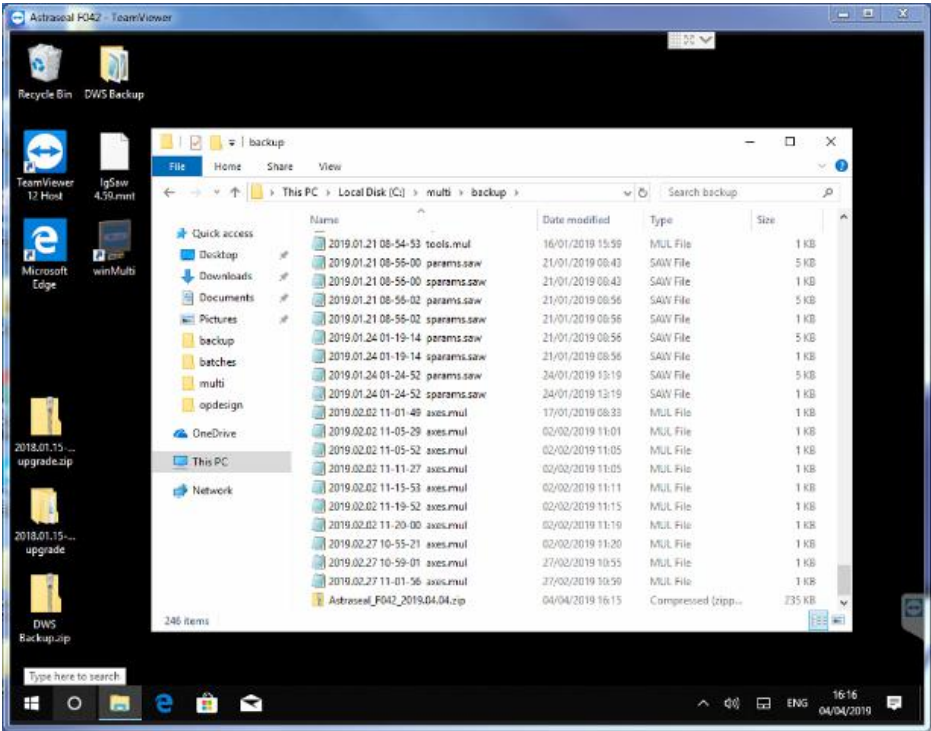 Astraseal F042 - TeamViewer
Recycle Bin
DWS Backup
TeamViewer
12 Host
IgSaw
4.59.mnt
Microsoft
Edge
winMulti
2018.01.15-...
upgrade.zip
2018.01.15-...
upgrade
DWS
Backup.zip
backup
File Home Share View
This PC > Local Disk (C:) > multi > backup >
Search backup
Quick access
Desktop
Downloads
Documents
Pictures
backup
batches
multi
opdesign
OneDrive
This PC
Network
Name Date modified Type Size
2019.01.21 08-54-53 tools.mul 16/01/2019 15:59 MUL File 1 KB
2019.01.21 08-56-00 params.saw 21/01/2019 08:43 SAW File 5 KB
2019.01.21 08-56-00 sparams.saw 21/01/2019 08:43 SAW File 1 KB
2019.01.21 08-56-02 params.saw 21/01/2019 08:56 SAW File 5 KB
2019.01.21 08-56-02 sparams.saw 21/01/2019 08:56 SAW File 1 KB
2019.01.24 01-19-14 params.saw 21/01/2019 08:56 SAW File 5 KB
2019.01.24 01-19-14 sparams.saw 21/01/2019 08:56 SAW File 1 KB
2019.01.24 01-24-52 params.saw 24/01/2019 13:19 SAW File 5 KB
2019.01.24 01-24-52 sparams.saw 24/01/2019 13:19 SAW File 1 KB
2019.02.02 11-01-49 axes.mul 17/01/2019 08:33 MUL File 1 KB
2019.02.02 11-05-29 axes.mul 02/02/2019 11:01 MUL File 1 KB
2019.02.02 11-05-52 axes.mul 02/02/2019 11:05 MUL File 1 KB
2019.02.02 11-11-27 axes.mul 02/02/2019 11:05 MUL File 1 KB
2019.02.02 11-15-53 axes.mul 02/02/2019 11:11 MUL File 1 KB
2019.02.02 11-19-52 axes.mul 02/02/2019 11:15 MUL File 1 KB
2019.02.02 11-20-00 axes.mul 02/02/2019 11:19 MUL File 1 KB
2019.02.27 10-55-21 axes.mul 02/02/2019 11:20 MUL File 1 KB
2019.02.27 10-59-01 axes.mul 27/02/2019 10:55 MUL File 1 KB
2019.02.27 11-01-56 axes.mul 27/02/2019 10:59 MUL File 1 KB
Astraseal_F042_2019.04.04.zip 04/04/2019 16:15 Compressed (zipp... 235 KB
246 items
Type here to search
ENG
16:16
04/04/2019